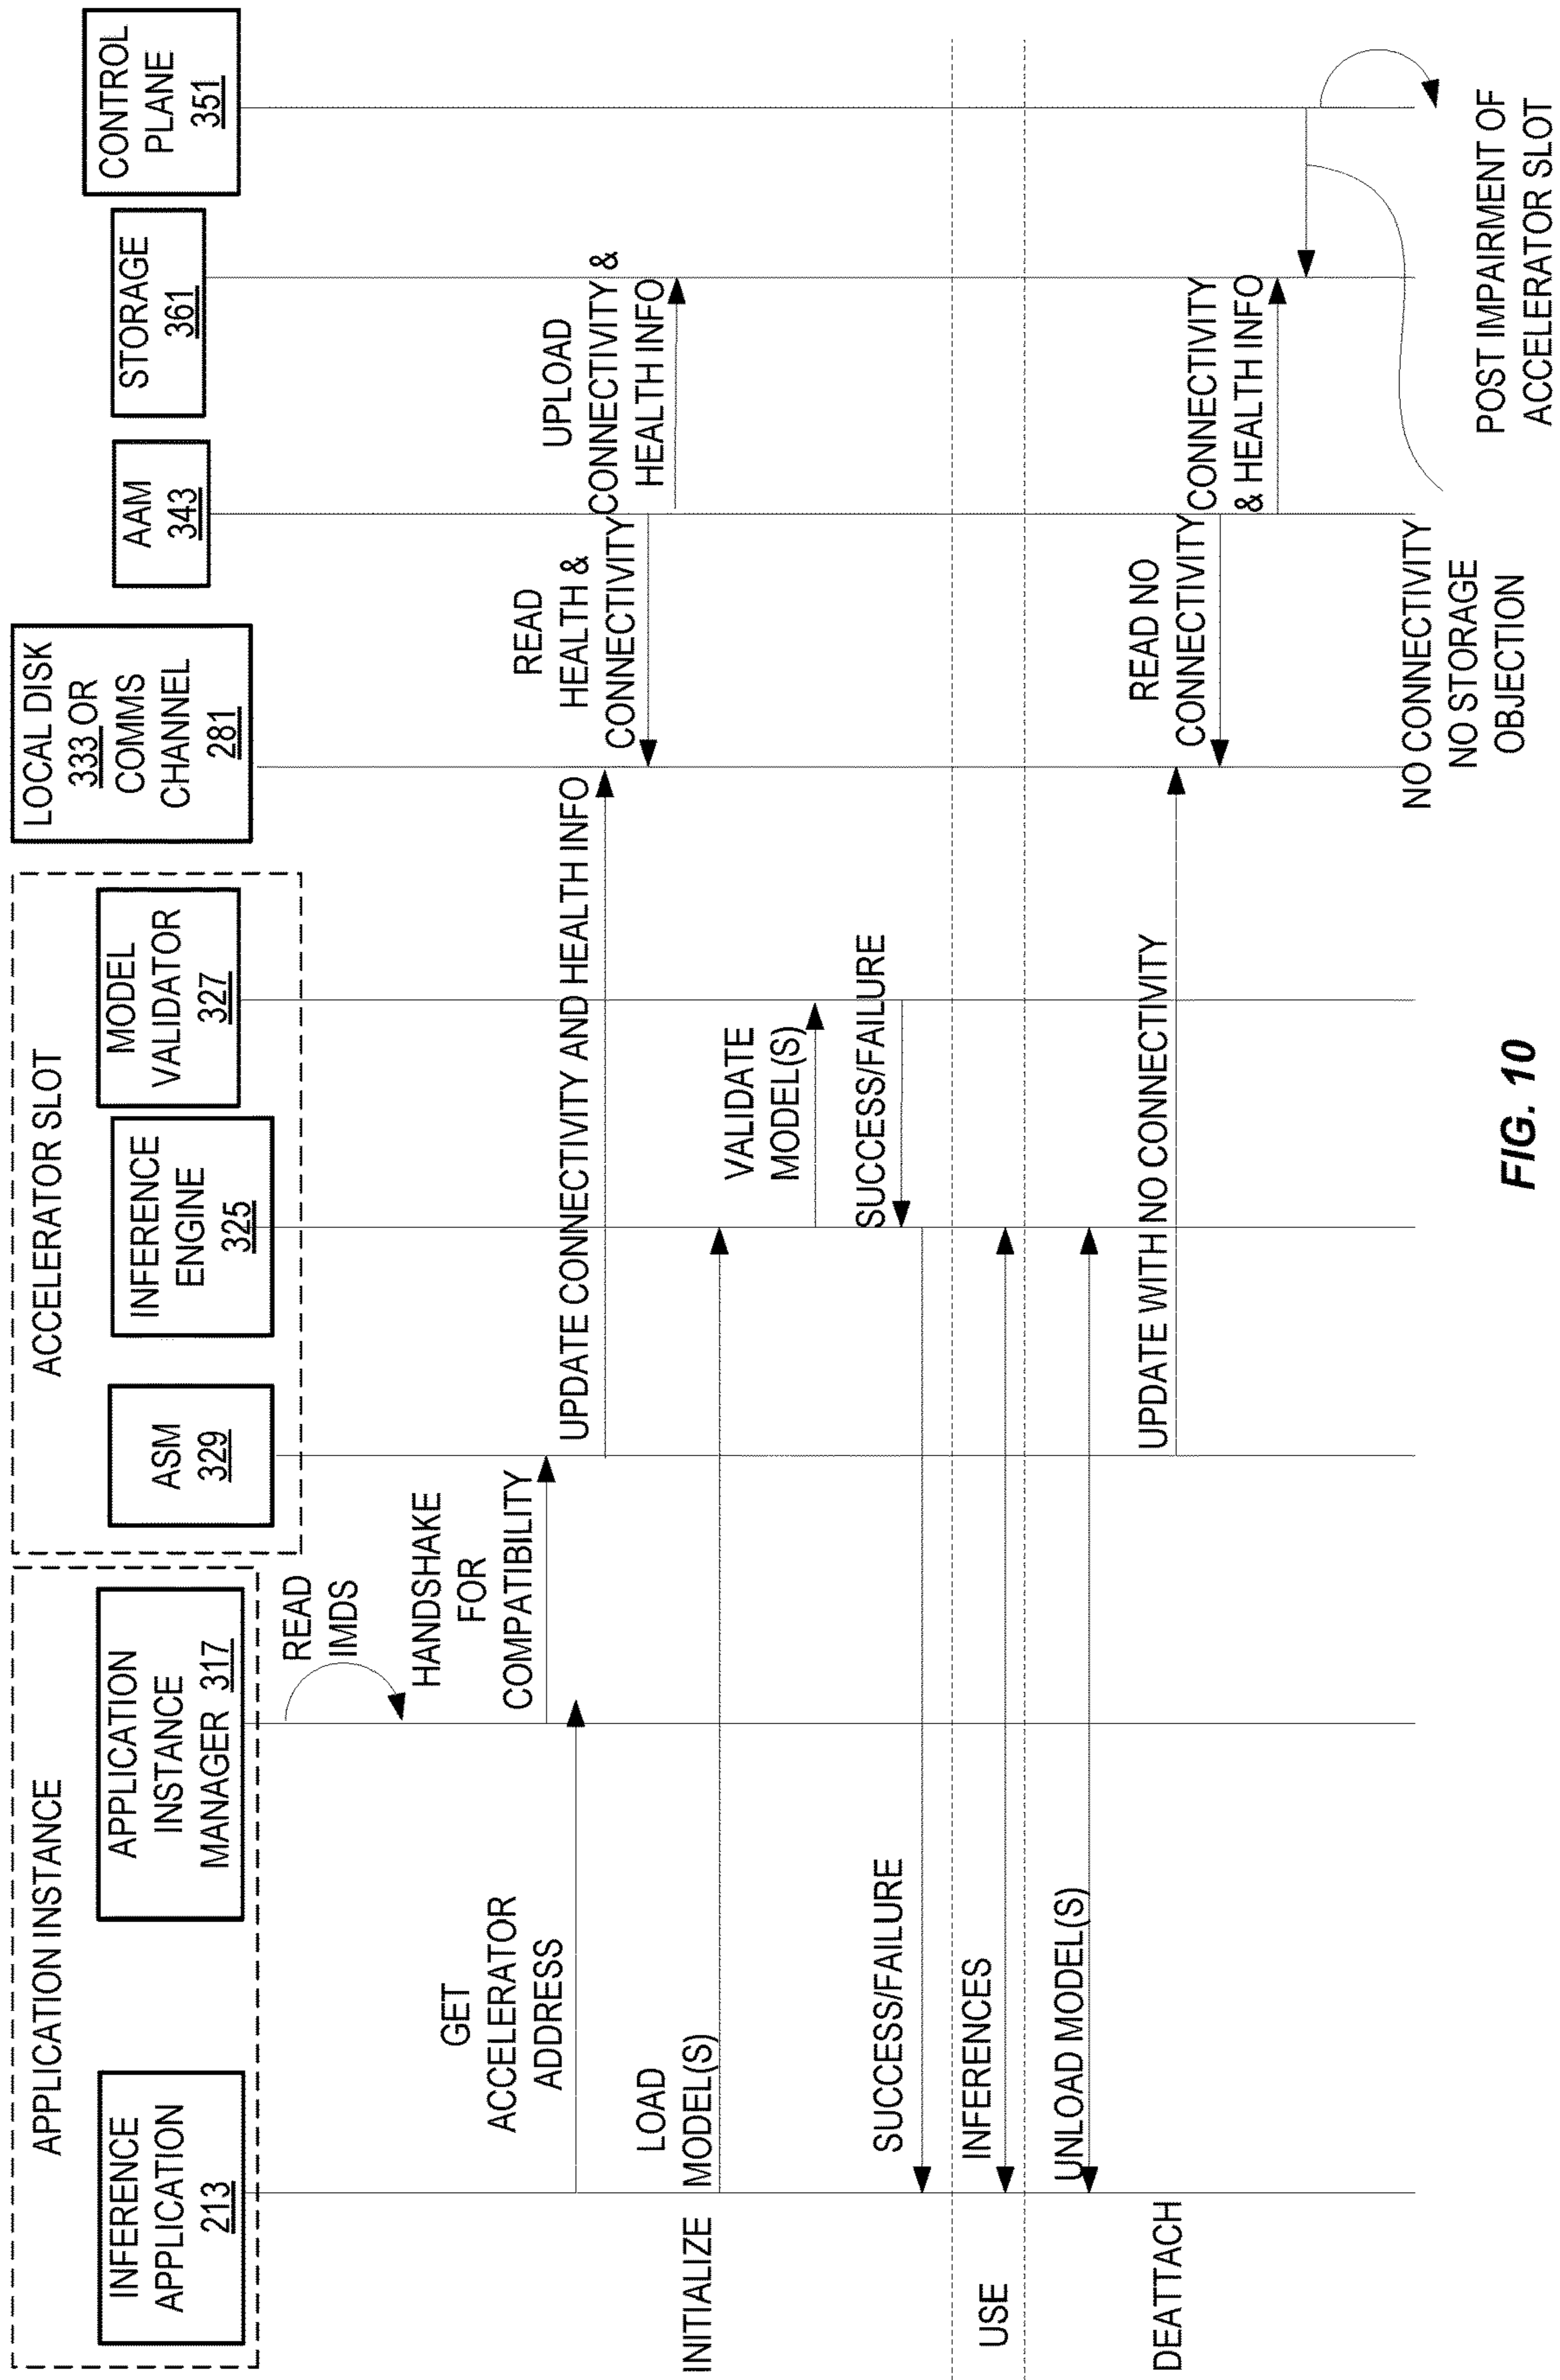 APPLICATION INSTANCE
ACCELERATOR SLOT
INFERENCE
APPLICATION
213
APPLICATION
INSTANCE
MANAGER 317
ASM
329
INFERENCE
ENGINE
325
MODEL
VALIDATOR
327
LOCAL DISK
333 OR
COMMS
CHANNEL
281
AAM
343
STORAGE
361
CONTROL
PLANE
351
READ
IMDS
HANDSHAKE
FOR
COMPATIBILITY
GET
ACCELERATOR
ADDRESS
UPDATE CONNECTIVITY AND HEALTH INFO
READ
HEALTH &
CONNECTIVITY
UPLOAD
CONNECTIVITY &
HEALTH INFO
INITIALIZE
LOAD
MODEL(S)
VALIDATE
MODEL(S)
SUCCESS/FAILURE
SUCCESS/FAILURE
USE
INFERENCES
UNLOAD MODEL(S)
DEATTACH
UPDATE WITH NO CONNECTIVITY
READ NO
CONNECTIVITY
CONNECTIVITY
& HEALTH INFO
NO CONNECTIVITY
NO STORAGE
OBJECTION
POST IMPAIRMENT OF
ACCELERATOR SLOT
FIG. 10